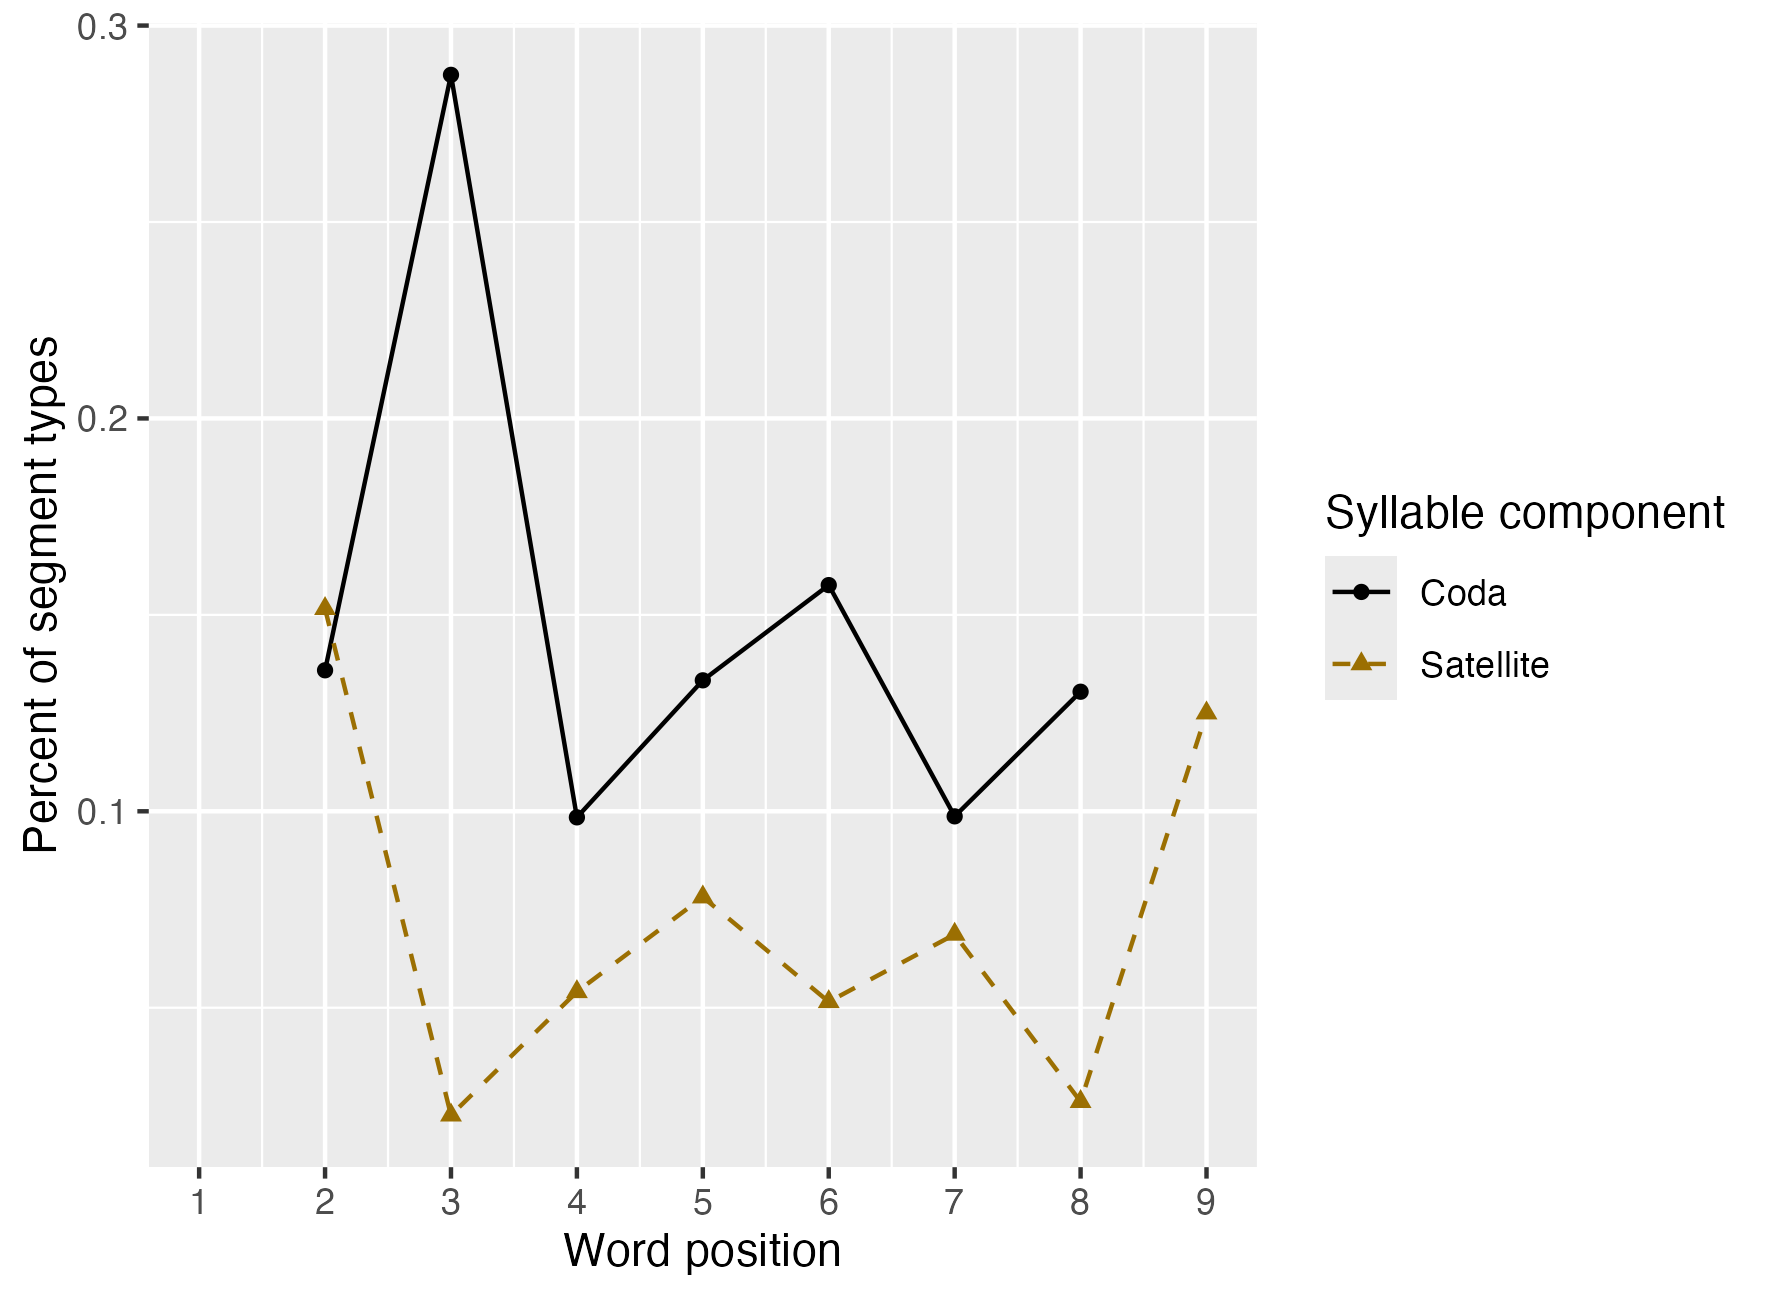 0.3
0.2
0.1
Percent of segment types
1 2 3 4 5 6 7 8 9
Word position
Syllable component
Coda
Satellite